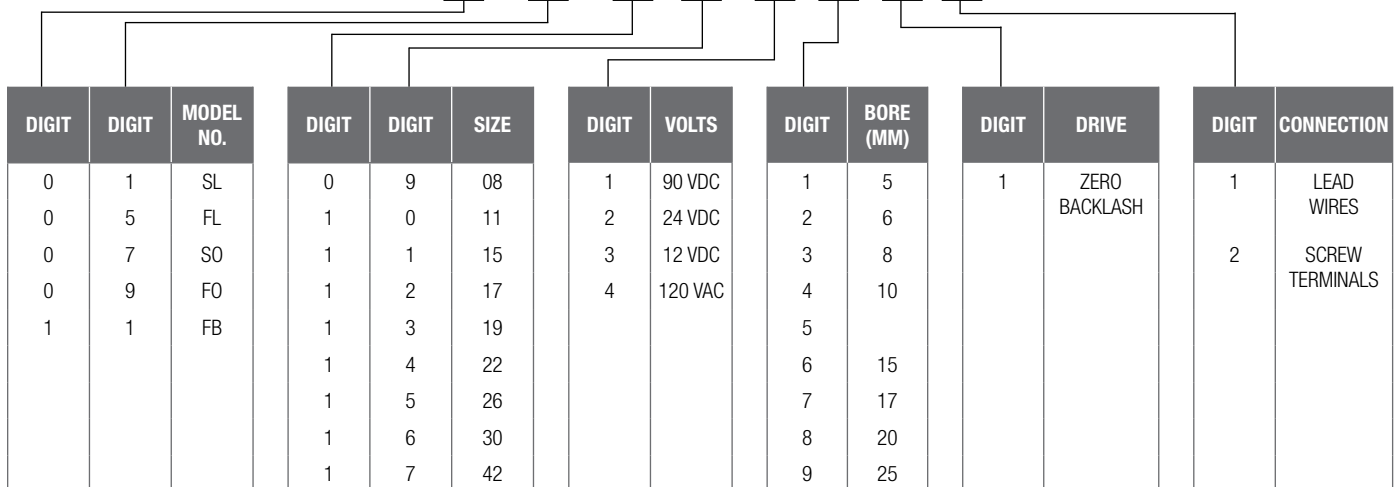 DIGIT DIGIT MODEL NO.
0 1 SL
0 5 FL
0 7 SO
0 9 FO
1 1 FB
DIGIT DIGIT SIZE
0 9 08
1 0 11
1 1 15
1 2 17
1 3 19
1 4 22
1 5 26
1 6 30
1 7 42
DIGIT VOLTS
1 90 VDC
2 24 VDC
3 12 VDC
4 120 VAC
DIGIT BORE (MM)
1 5
2 6
3 8
4 10
5
6 15
7 17
8 20
9 25
DIGIT DRIVE
1 ZERO
BACKLASH
DIGIT CONNECTION
1 LEAD
WIRES
2 SCREW
TERMINALS